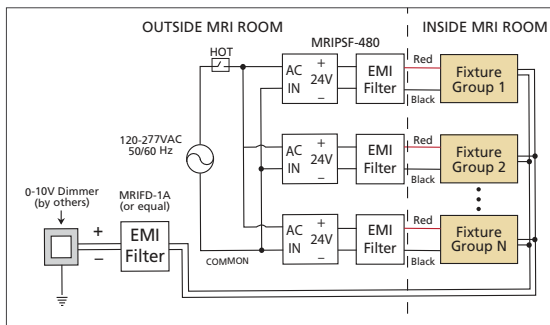 OUTSIDE MRI ROOM
INSIDE MRI ROOM
MRIPSF-480
HOT
AC
IN
+
24V
−
EMI
Filter
Red
Black
Fixture
Group 1
120-277VAC
50/60 Hz
AC
IN
+
24V
−
EMI
Filter
Red
Black
Fixture
Group 2
0-10V Dimmer
(by others)
MRIFD-1A
(or equal)
+
−
EMI
Filter
COMMON
AC
IN
+
24V
−
EMI
Filter
Red
Black
Fixture
Group N